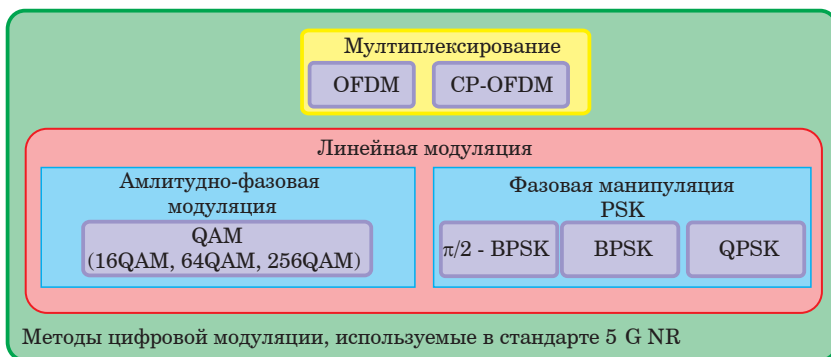 Мултиплексирование
OFDM
CP-OFDM
Линейная модуляция
Амлитудно-фазовая
модуляция
QAM
(16QAM, 64QAM, 256QAM)
Фазовая манипуляция
PSK
π/2 - BPSK
BPSK
QPSK
Методы цифровой модуляции, используемые в стандарте 5 G NR